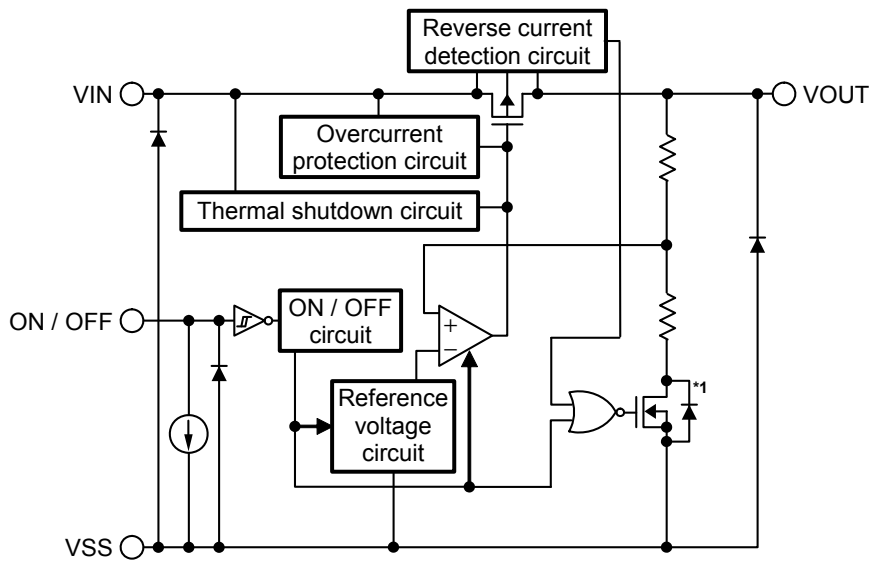 Reverse current
detection circuit
VIN
VOUT
Overcurrent
protection circuit
Thermal shutdown circuit
ON / OFF
ON / OFF
circuit
+
−
*1
Reference
voltage
circuit
VSS